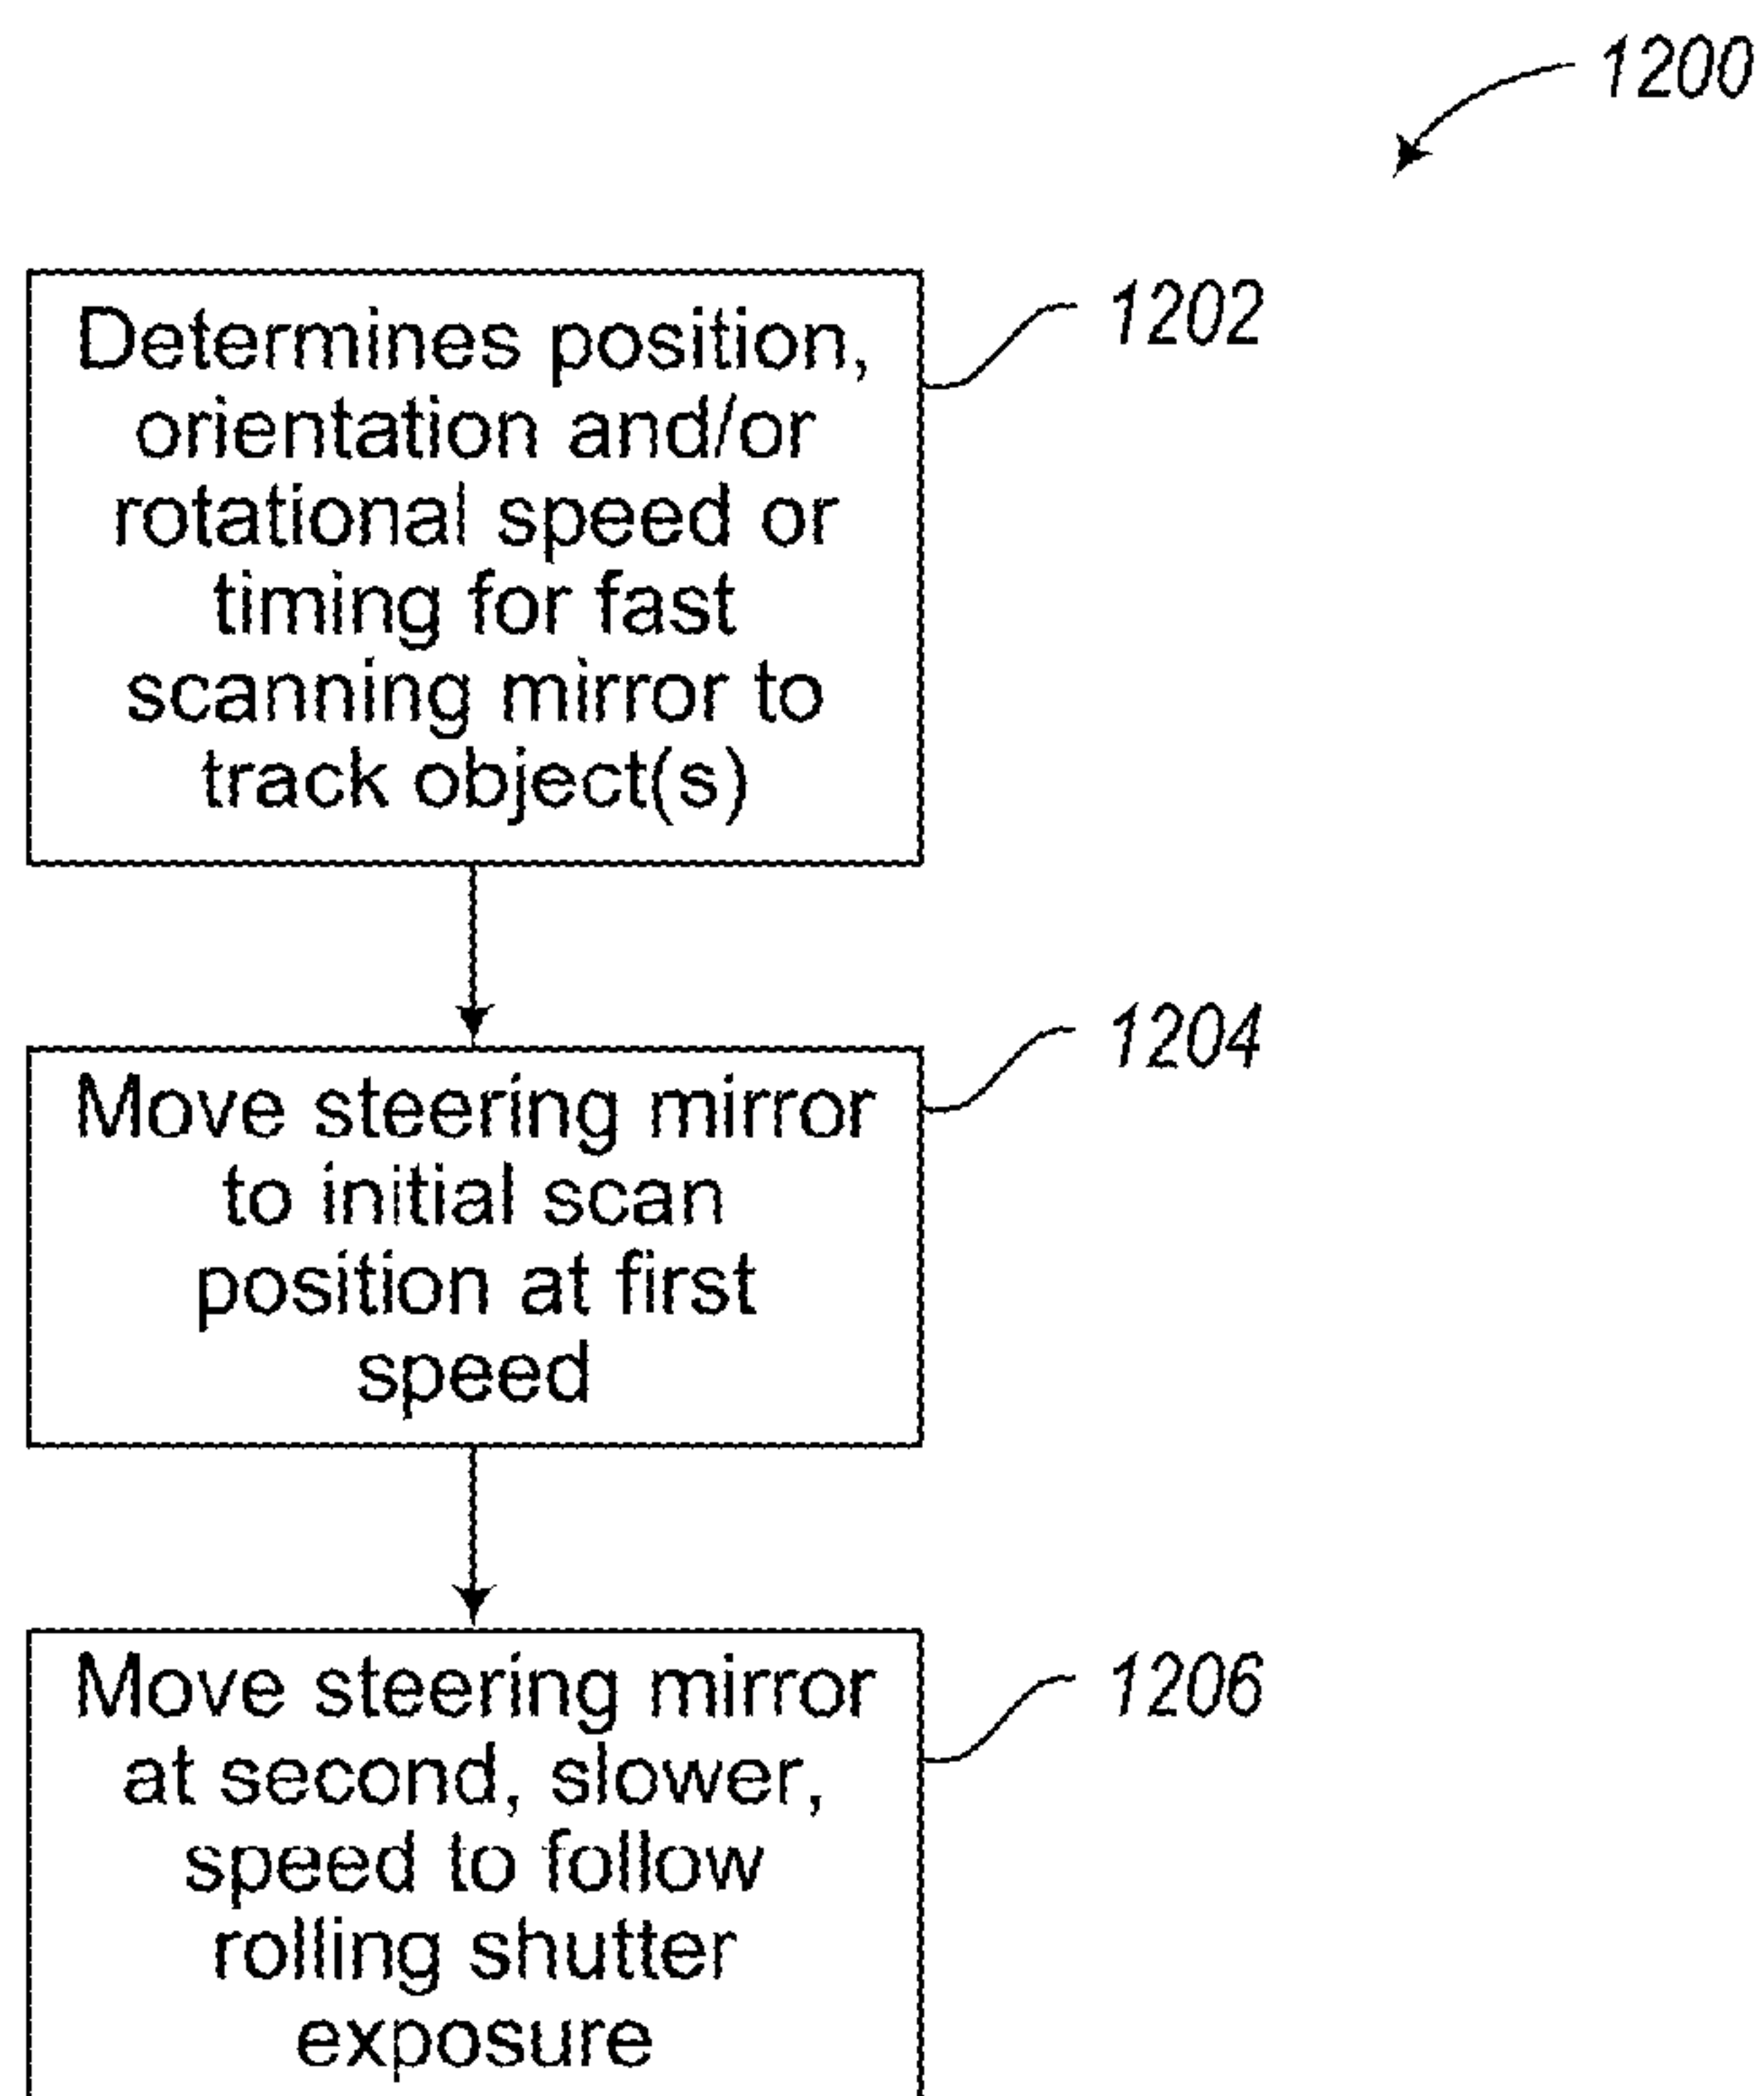 1200
Determines position,
orientation and/or
rotational speed or
timing for fast
scanning mirror to
track object(s)
1202
Move steering mirror
to initial scan
position at first
speed
1204
Move steering mirror
at second, slower,
speed to follow
rolling shutter
exposure
1206